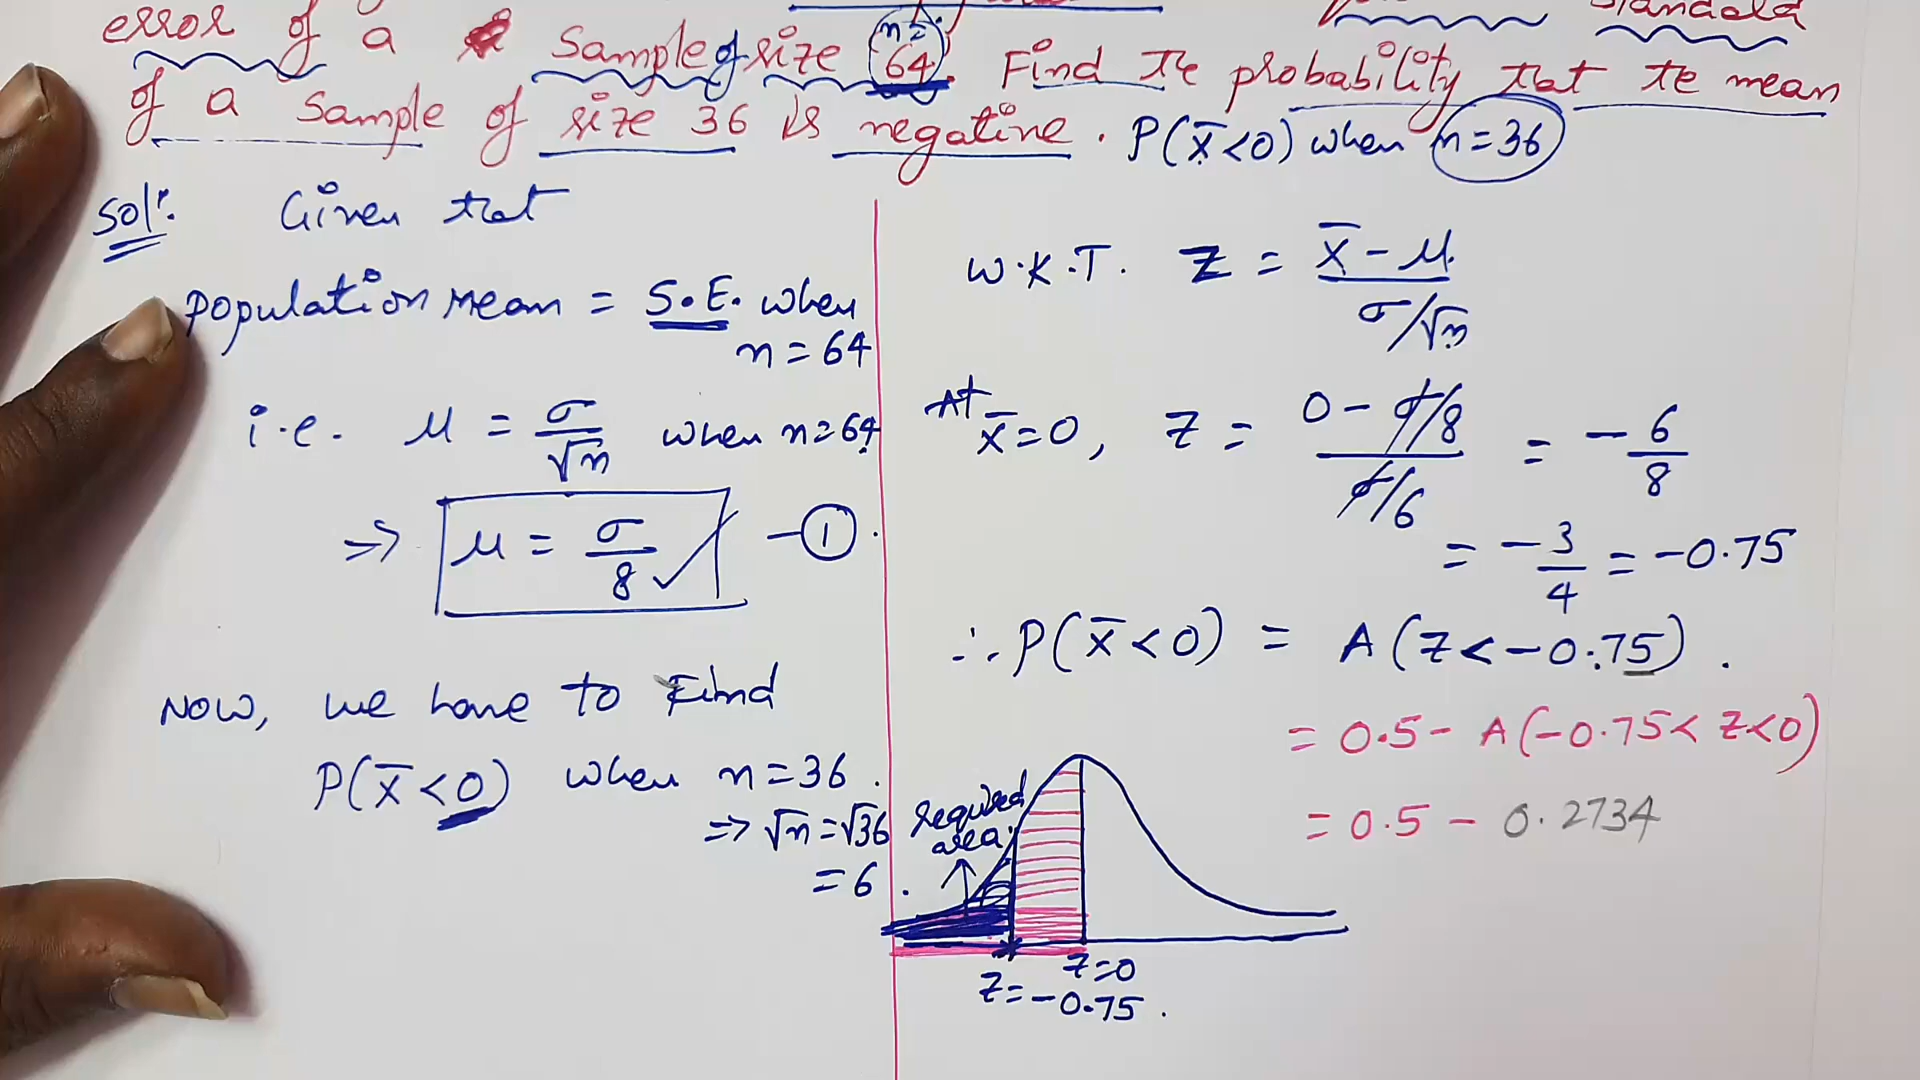 error of a sample of size n = 64. Find the probability that te mean
of a sample of size 36 is negative. P(x̄<0) when n=36
Sol:
Given that
population mean = S.E. when
n=64
i.e. μ = σ/√n when n=64
⇒ μ = σ/8 ✓ —①.
Now, we have to Find
P(x̄<0) when n=36.
⇒ √n=√36
=6.
W.K.T. Z = (x̄-μ)/(σ/√n)
At x̄=0, Z = (0-σ/8)/(σ/6) = -6/8
= -3/4 = -0.75
∴ P(x̄<0) = A(Z<-0.75).
= 0.5- A(-0.75<Z<0)
= 0.5 - 0.2734
required
area
Z=0
Z=-0.75.